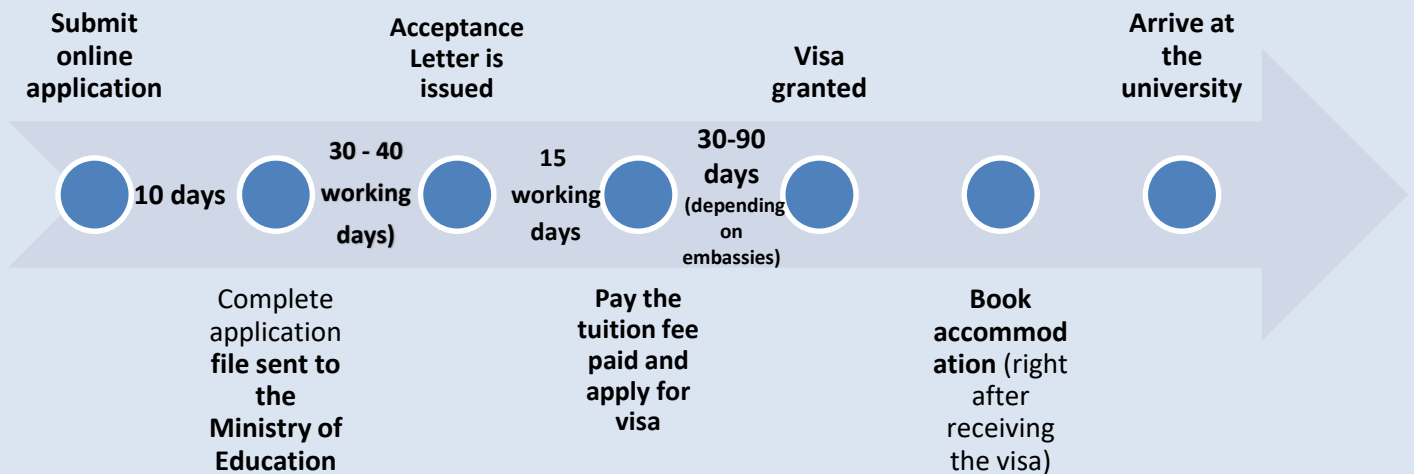 Submit
online
application
10 days
Complete
application
file sent to
the
Ministry of
Education
30 - 40
working
days)
Acceptance
Letter is
issued
15
working
days
Pay the
tuition fee
paid and
apply for
visa
30-90
days
(depending
on
embassies)
Visa
granted
Book
accommod
ation (right
after
receiving
the visa)
Arrive at
the
university